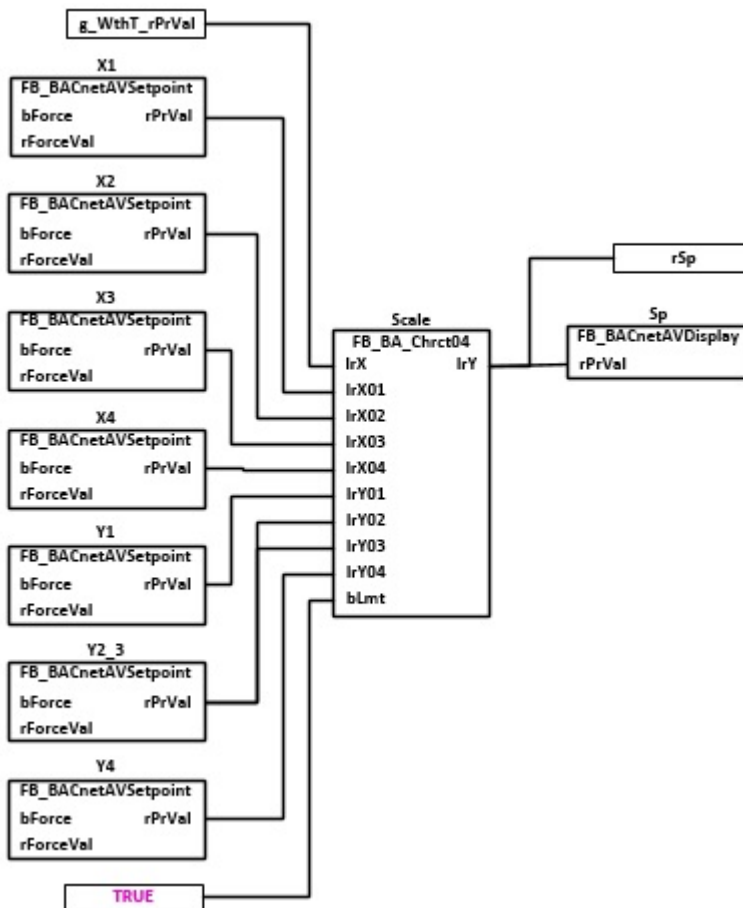 g_WthT_rPrVal
X1
FB_BACnetAVSetpoint
bForce rPrVal
rForceVal
X2
FB_BACnetAVSetpoint
bForce rPrVal
rForceVal
X3
FB_BACnetAVSetpoint
bForce rPrVal
rForceVal
X4
FB_BACnetAVSetpoint
bForce rPrVal
rForceVal
Y1
FB_BACnetAVSetpoint
bForce rPrVal
rForceVal
Y2_3
FB_BACnetAVSetpoint
bForce rPrVal
rForceVal
Y4
FB_BACnetAVSetpoint
bForce rPrVal
rForceVal
TRUE
Scale
FB_BA_Chrct04
lrX lrY
lrX01
lrX02
lrX03
lrX04
lrY01
lrY02
lrY03
lrY04
bLmt
rSp
Sp
FB_BACnetAVDisplay
rPrVal